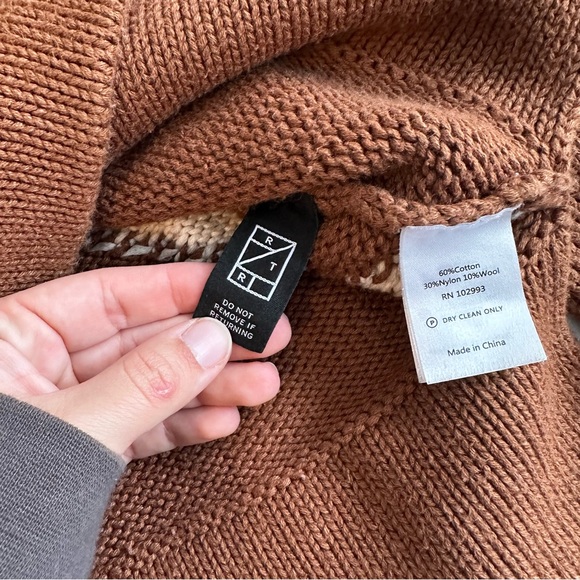 R
T
R
DO NOT
REMOVE IF
RETURNING
60%Cotton
30%Nylon 10%Wool
RN 102993
P DRY CLEAN ONLY
Made in China